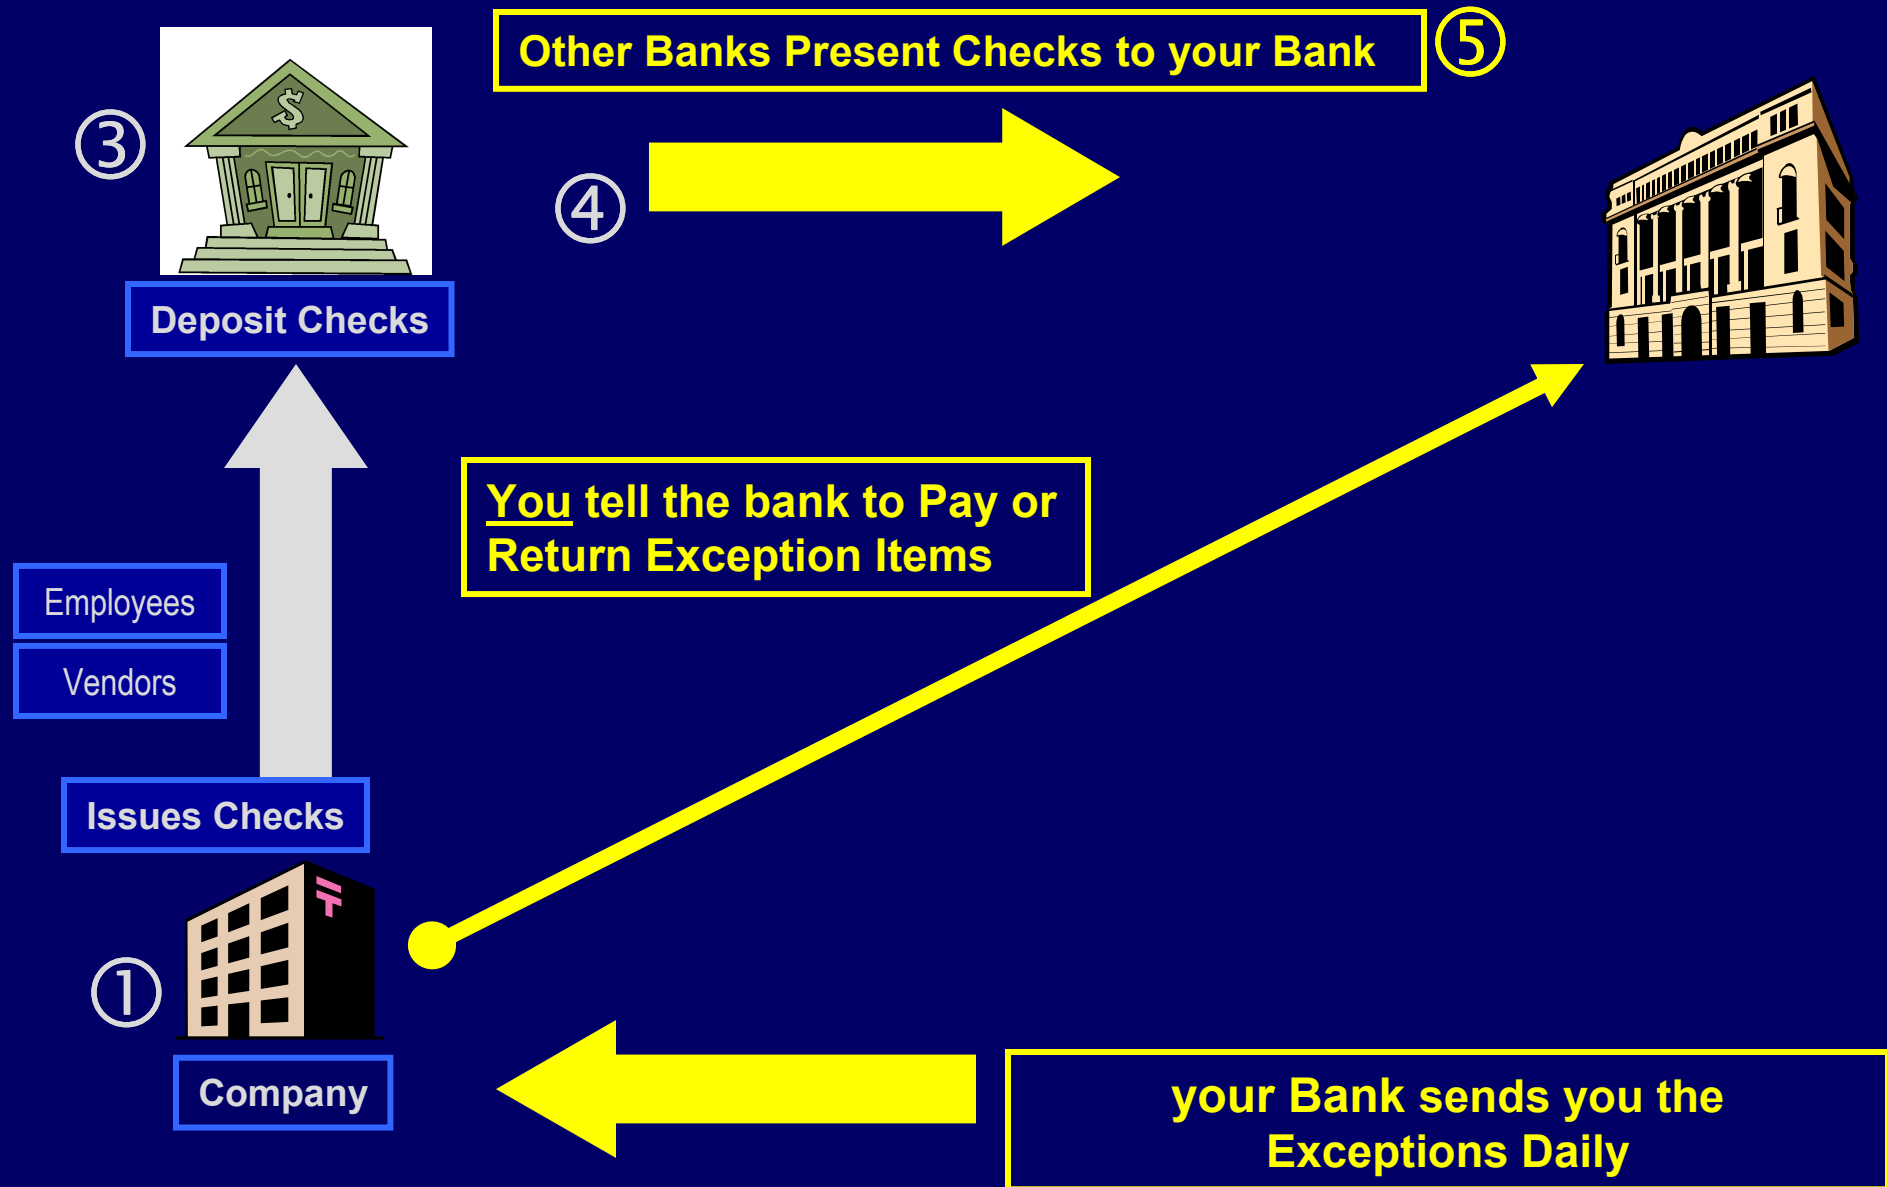 Other Banks Present Checks to your Bank
⑤
③
④
Deposit Checks
You tell the bank to Pay or
Return Exception Items
Employees
Vendors
Issues Checks
①
Company
your Bank sends you the
Exceptions Daily